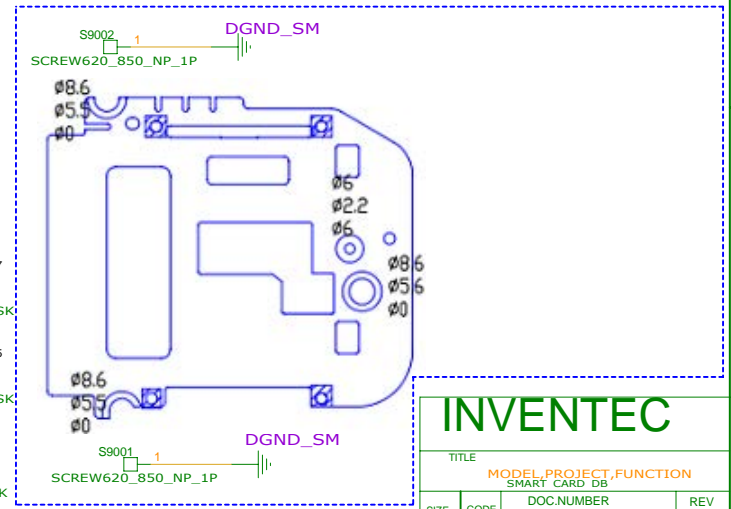 S9002
1
DGND_SM
SCREW620_850_NP_1P
ø8.6
ø5.5
ø0
ø6
ø2.2
ø6
ø8.6
ø5.6
ø0
SK
SK
ø8.6
ø5.5
ø0
DGND_SM
S9001
1
SCREW620_850_NP_1P
K
INVENTEC
TITLE
MODEL,PROJECT,FUNCTION
SMART CARD DB
SIZE
CODE
DOC.NUMBER
REV